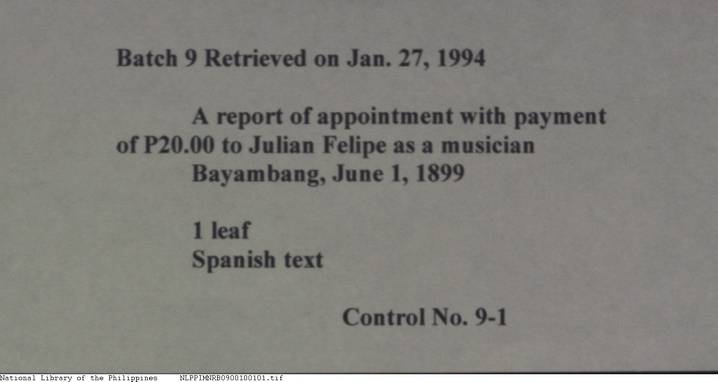 Batch 9 Retrieved on Jan. 27, 1994
A report of appointment with payment
of P20.00 to Julian Felipe as a musician
Bayambang, June 1, 1899
1 leaf
Spanish text
Control No. 9-1
National Library of the Philippines NLPPIMNRB0900100101.tif